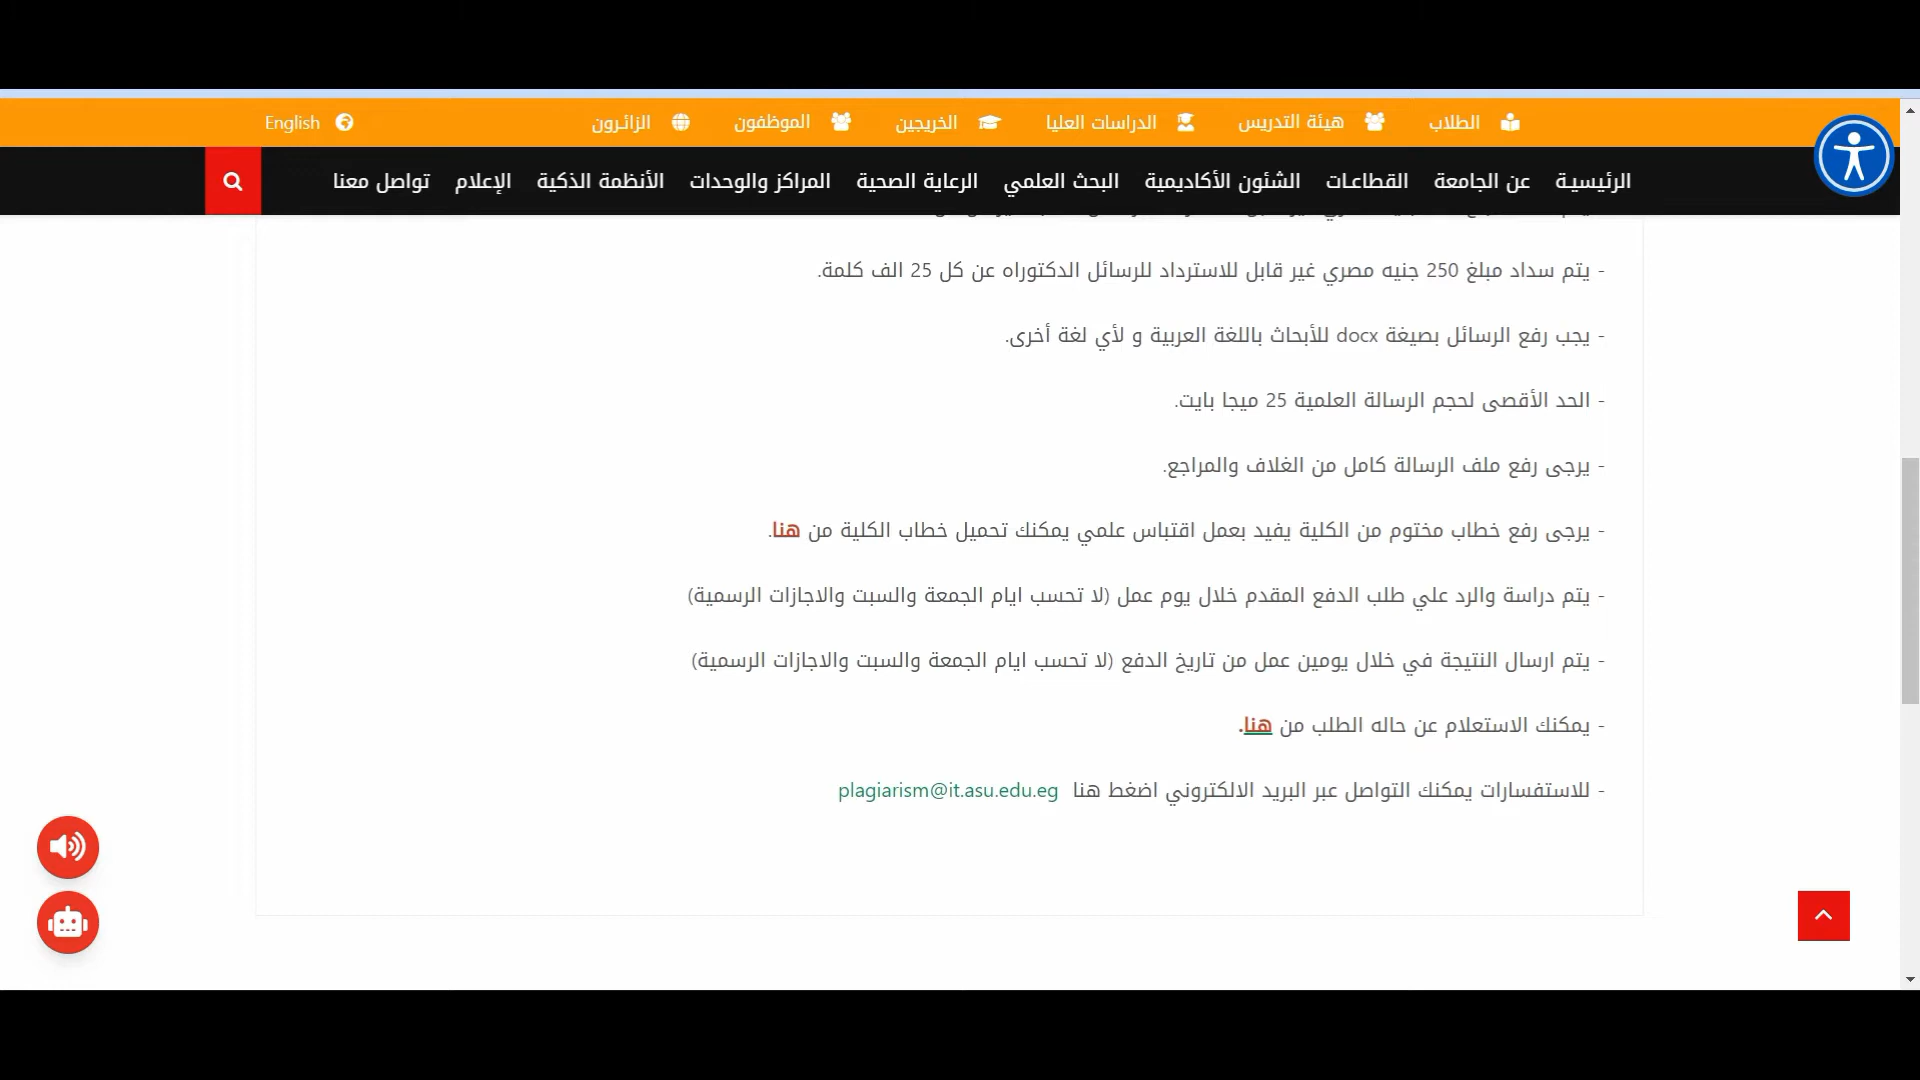 الطلاب هيئة التدريس الدراسات العليا الخريجين الموظفون الزائرون English
الرئيسية عن الجامعة القطاعات الشئون الأكاديمية البحث العلمي الرعاية الصحية المراكز والوحدات الأنظمة الذكية الإعلام تواصل معنا
- يتم سداد مبلغ 250 جنيه مصري غير قابل للاسترداد للرسائل الدكتوراه عن كل 25 الف كلمة.
- يجب رفع الرسائل بصيغة docx للأبحاث باللغة العربية و لأي لغة أخرى.
- الحد الأقصى لحجم الرسالة العلمية 25 ميجا بايت.
- يرجى رفع ملف الرسالة كامل من الغلاف والمراجع.
- يرجى رفع خطاب مختوم من الكلية يفيد بعمل اقتباس علمي يمكنك تحميل خطاب الكلية من هنا.
- يتم دراسة والرد علي طلب الدفع المقدم خلال يوم عمل (لا تحسب ايام الجمعة والسبت والاجازات الرسمية)
- يتم ارسال النتيجة في خلال يومين عمل من تاريخ الدفع (لا تحسب ايام الجمعة والسبت والاجازات الرسمية)
- يمكنك الاستعلام عن حاله الطلب من هنا.
- للاستفسارات يمكنك التواصل عبر البريد الالكتروني اضغط هنا plagiarism@it.asu.edu.eg